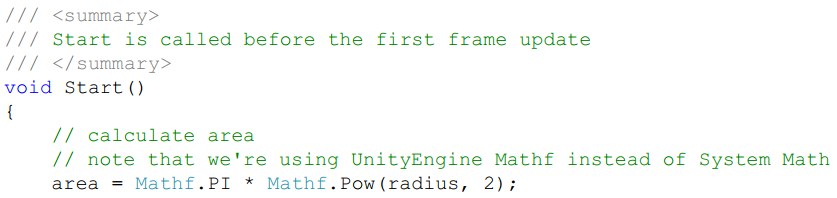 /// <summary>
/// Start is called before the first frame update
/// </summary>
void Start()
{
    // calculate area
    // note that we're using UnityEngine Mathf instead of System Math
    area = Mathf.PI * Mathf.Pow(radius, 2);